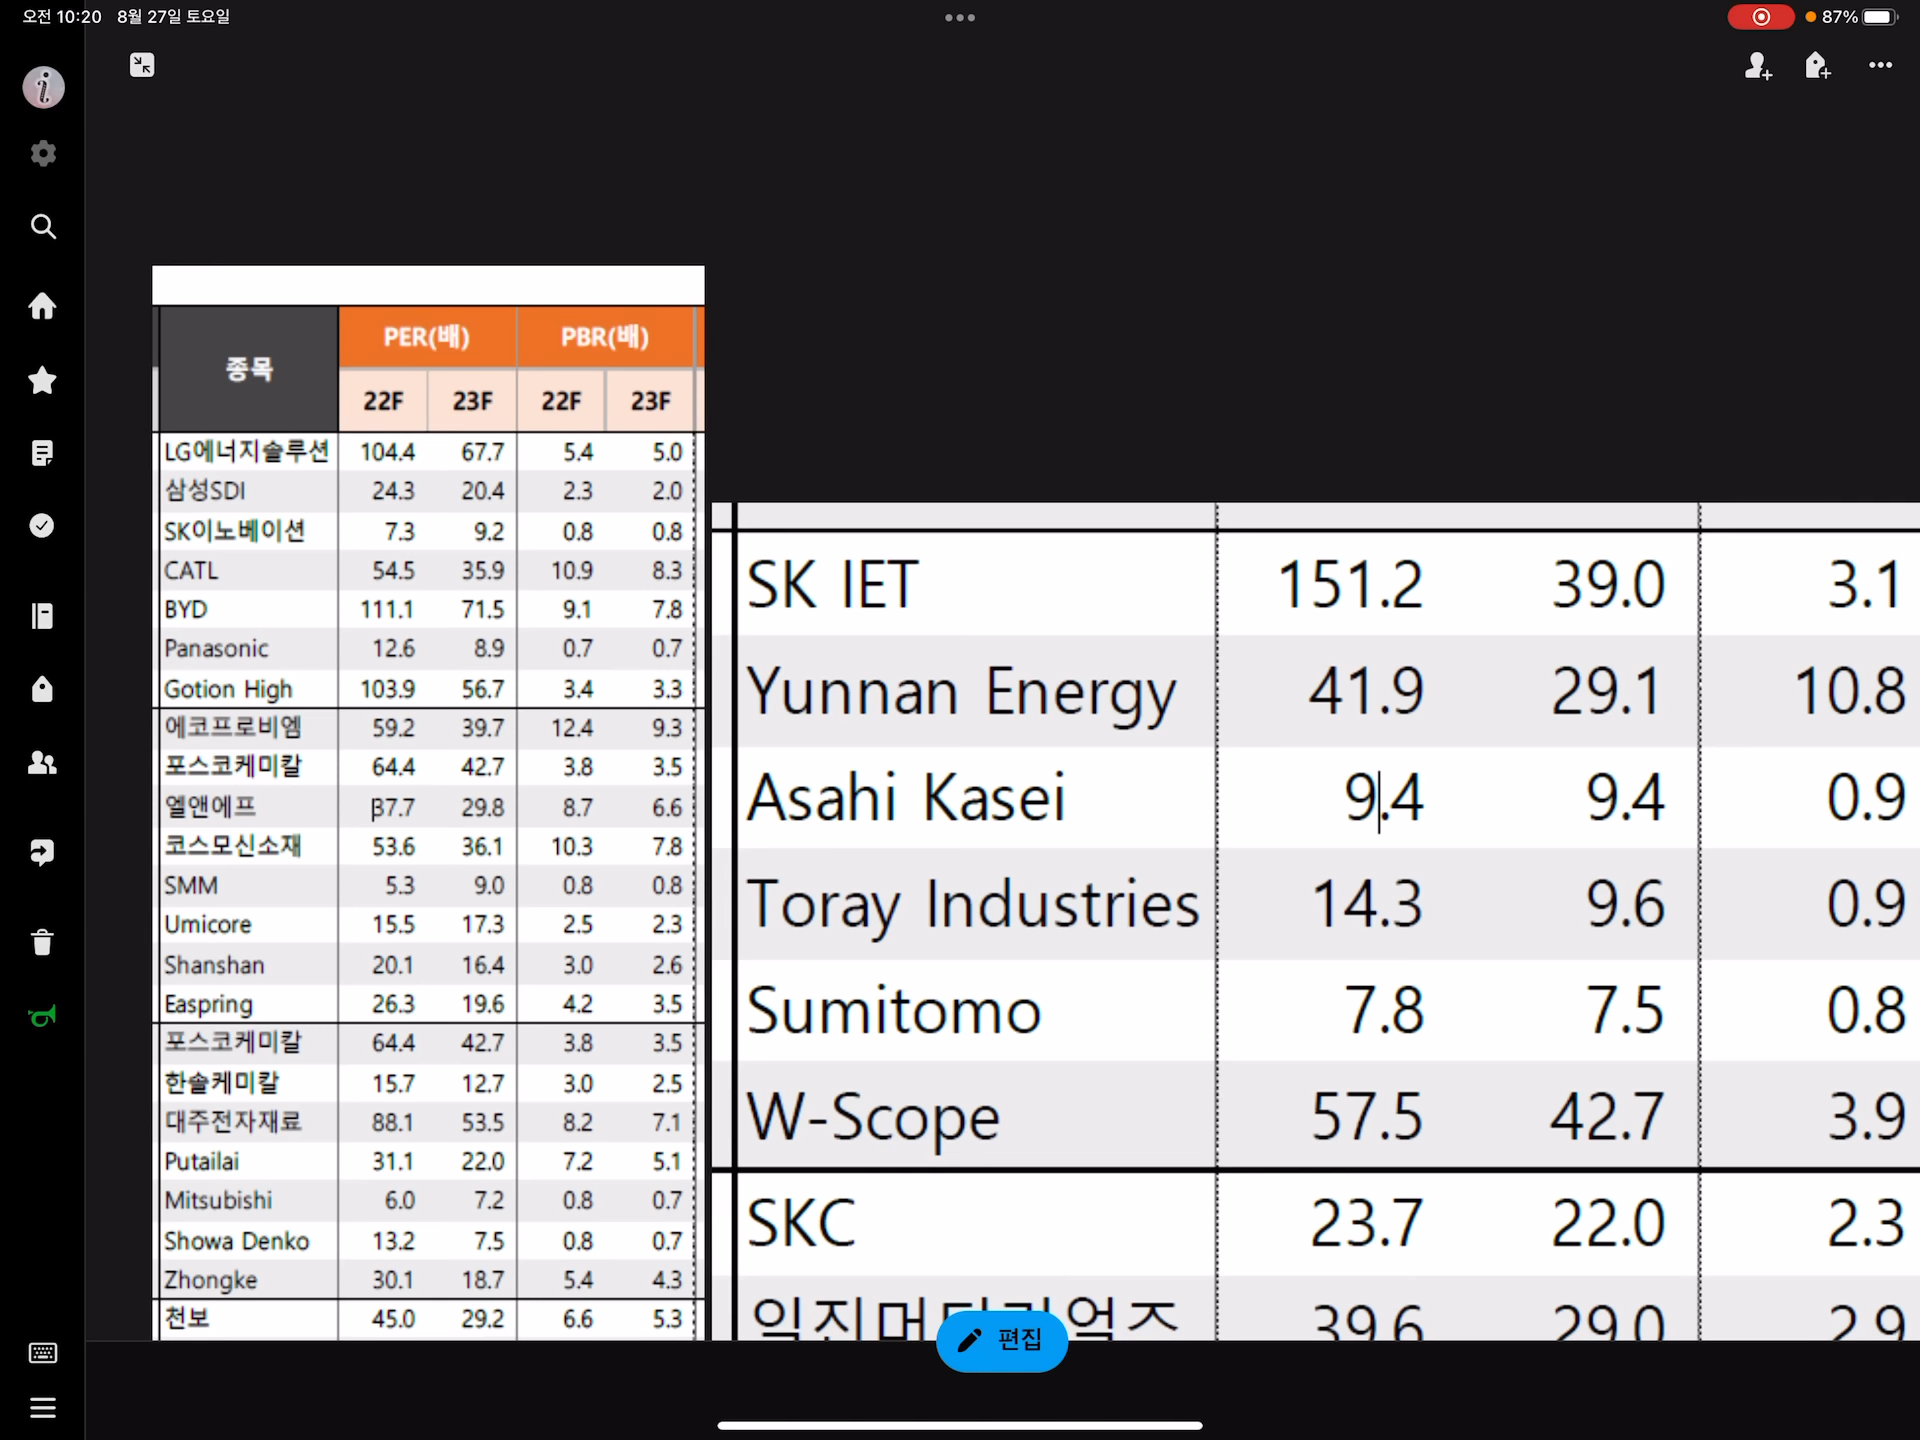 오전 10:20 8월 27일 토요일
87%
종목 PER(배) PBR(배)
22F 23F 22F 23F
LG에너지솔루션 104.4 67.7 5.4 5.0
삼성SDI 24.3 20.4 2.3 2.0
SK이노베이션 7.3 9.2 0.8 0.8
CATL 54.5 35.9 10.9 8.3
BYD 111.1 71.5 9.1 7.8
Panasonic 12.6 8.9 0.7 0.7
Gotion High 103.9 56.7 3.4 3.3
에코프로비엠 59.2 39.7 12.4 9.3
포스코케미칼 64.4 42.7 3.8 3.5
엘앤에프 37.7 29.8 8.7 6.6
코스모신소재 53.6 36.1 10.3 7.8
SMM 5.3 9.0 0.8 0.8
Umicore 15.5 17.3 2.5 2.3
Shanshan 20.1 16.4 3.0 2.6
Easpring 26.3 19.6 4.2 3.5
포스코케미칼 64.4 42.7 3.8 3.5
한솔케미칼 15.7 12.7 3.0 2.5
대주전자재료 88.1 53.5 8.2 7.1
Putailai 31.1 22.0 7.2 5.1
Mitsubishi 6.0 7.2 0.8 0.7
Showa Denko 13.2 7.5 0.8 0.7
Zhongke 30.1 18.7 5.4 4.3
천보 45.0 29.2 6.6 5.3
SK IET 151.2 39.0 3.1
Yunnan Energy 41.9 29.1 10.8
Asahi Kasei 9.4 9.4 0.9
Toray Industries 14.3 9.6 0.9
Sumitomo 7.8 7.5 0.8
W-Scope 57.5 42.7 3.9
SKC 23.7 22.0 2.3
39.6 29.0 2.9
편집